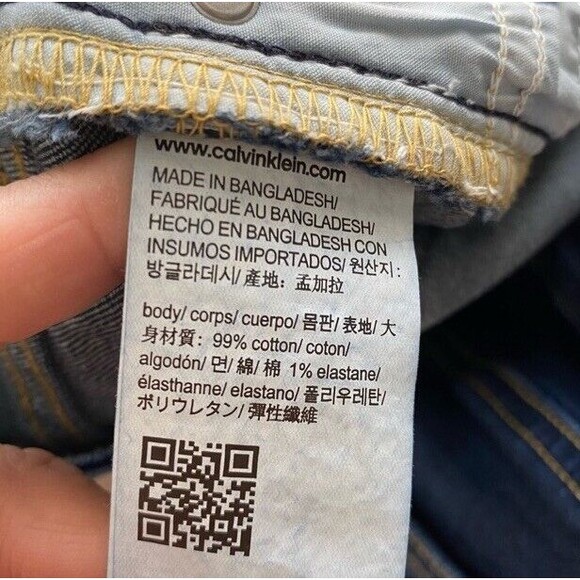 www.calvinklein.com
MADE IN BANGLADESH/
FABRIQUÉ AU BANGLADESH/
HECHO EN BANGLADESH CON
INSUMOS IMPORTADOS/ 원산지 :
방글라데시/ 產地: 孟加拉
body/ corps/ cuerpo/ 몸판/ 表地/ 大
身材質: 99% cotton/ coton/
algodón/ 면/ 綿/ 棉 1% elastane/
élasthanne/ elastano/ 폴리우레탄/
ポリウレタン/ 彈性纖維